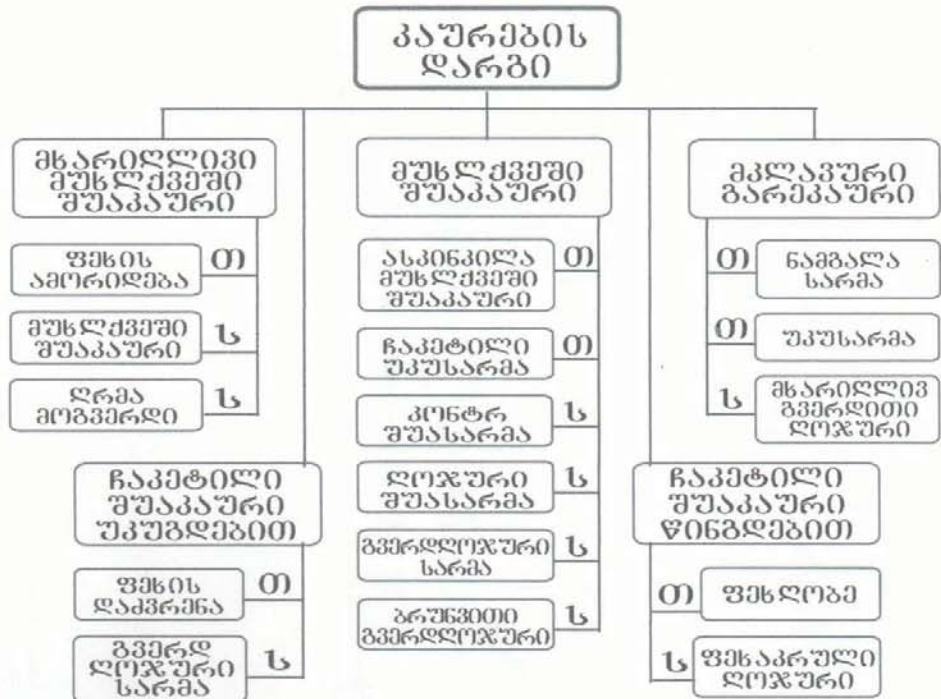 კაურების
დარგი
მხარიღლივი
მუხლქვეში
შუაკაური
ფეხის
ამორიდება
თ
მუხლქვეში
შუაკაური
ს
ღრმა
მოგვერდი
ს
მუხლქვეში
შუაკაური
ასკინკილა
მუხლქვეში
შუაკაური
თ
ჩაკეტილი
უკუსარმა
თ
კონტრ
შუასარმა
ს
ღოჯური
შუასარმა
ს
გვერდღოჯური
სარმა
ს
ბრუნვითი
გვერდღოჯური
ს
მკლავური
გარეკაური
თ
ნამგალა
სარმა
თ
უკუსარმა
ს
მხარიღლივ
გვერდითი
ღოჯური
ჩაკეტილი
შუაკაური
უკუგდებით
ფეხის
დაძვრენა
თ
გვერდ
ღოჯური
სარმა
ს
ჩაკეტილი
შუაკაური
წინგდებით
თ
ფეხღობე
ს
ფეხაკრული
ღოჯური